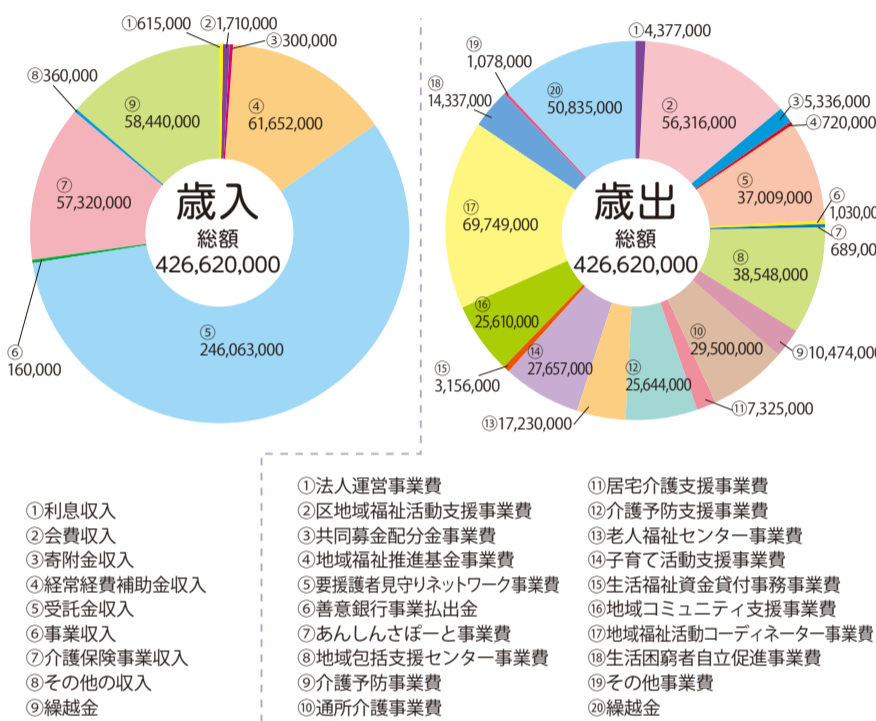 ①615,000
②1,710,000
③300,000
④
61,652,000
⑤
246,063,000
⑥
160,000
⑦
57,320,000
⑧360,000
⑨
58,440,000
歳入
総額
426,620,000
①4,377,000
②
56,316,000
③5,336,000
④720,000
⑤
37,009,000
⑥
1,030,00
⑦
689,00
⑧
38,548,000
⑨10,474,000
⑩
29,500,000
⑪7,325,000
⑫
25,644,000
⑬17,230,000
⑭
27,657,000
⑮
3,156,000
⑯
25,610,000
⑰
69,749,000
⑱
14,337,000
⑲
1,078,000
⑳
50,835,000
歳出
総額
426,620,000
①利息収入
②会費収入
③寄附金収入
④経常経費補助金収入
⑤受託金収入
⑥事業収入
⑦介護保険事業収入
⑧その他の収入
⑨繰越金
①法人運営事業費
②区地域福祉活動支援事業費
③共同募金配分金事業費
④地域福祉推進基金事業費
⑤要援護者見守りネットワーク事業費
⑥善意銀行事業払出金
⑦あんしんさぽーと事業費
⑧地域包括支援センター事業費
⑨介護予防事業費
⑩通所介護事業費
⑪居宅介護支援事業費
⑫介護予防支援事業費
⑬老人福祉センター事業費
⑭子育て活動支援事業費
⑮生活福祉資金貸付事務事業費
⑯地域コミュニティ支援事業費
⑰地域福祉活動コーディネーター事業費
⑱生活困窮者自立促進事業費
⑲その他事業費
⑳繰越金